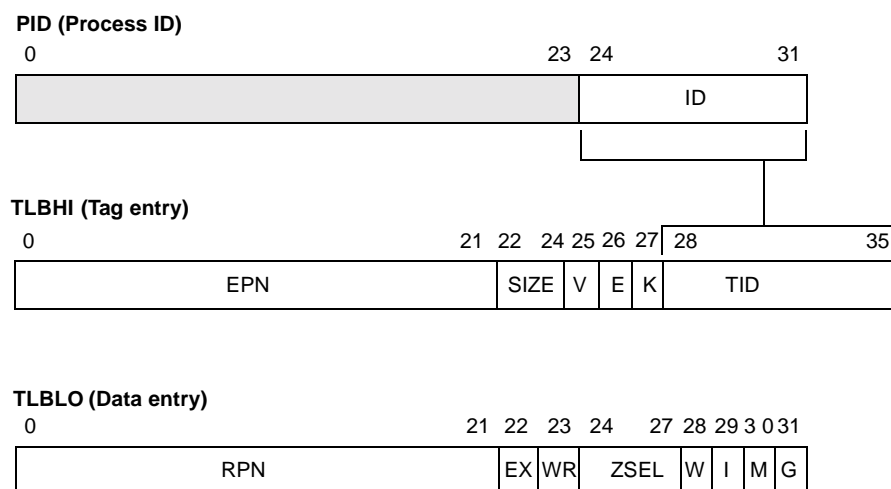 PID (Process ID)
0 23 24 31
ID
TLBHI (Tag entry)
0 21 22 24 25 26 27 28 35
EPN SIZE V E K TID
TLBLO (Data entry)
0 21 22 23 24 27 28 29 3 0 31
RPN EX WR ZSEL W I M G